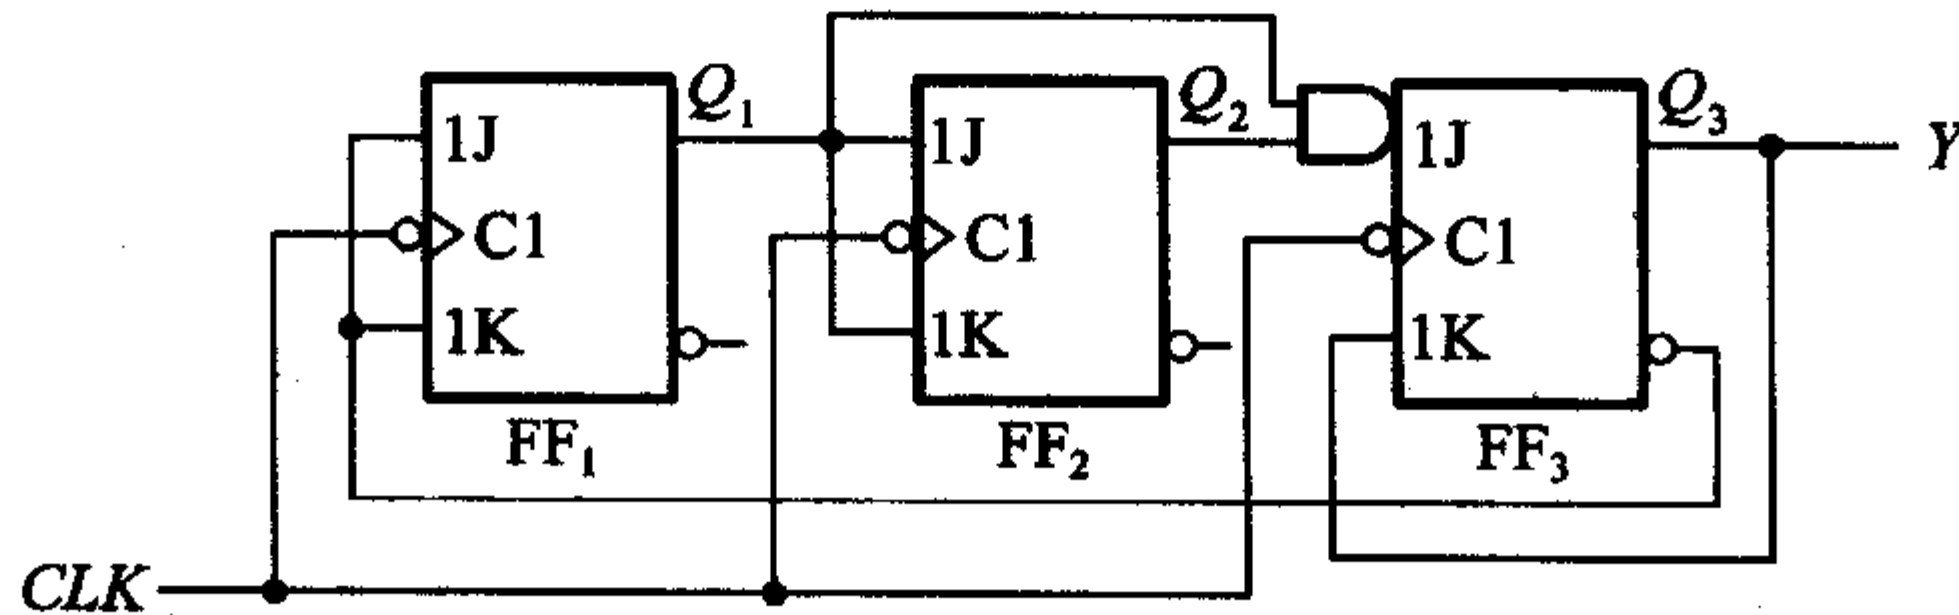 Q₁ Q₂ Q₃
1J 1J 1J Y
C1 C1 C1
1K 1K 1K
FF₁ FF₂ FF₃
CLK